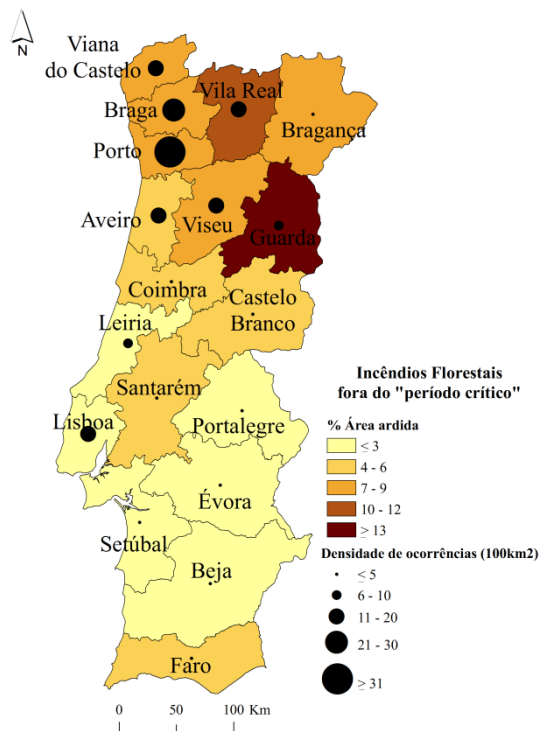 N
Viana
do Castelo
Vila Real
Braga
Bragança
Porto
Aveiro
Viseu
Guarda
Coimbra
Castelo
Branco
Leiria
Santarém
Lisboa
Portalegre
Évora
Setúbal
Beja
Faro
Incêndios Florestais
fora do "período crítico"
% Área ardida
≤ 3
4 - 6
7 - 9
10 - 12
≥ 13
Densidade de ocorrências (100km2)
≤ 5
6 - 10
11 - 20
21 - 30
≥ 31
0 50 100 Km